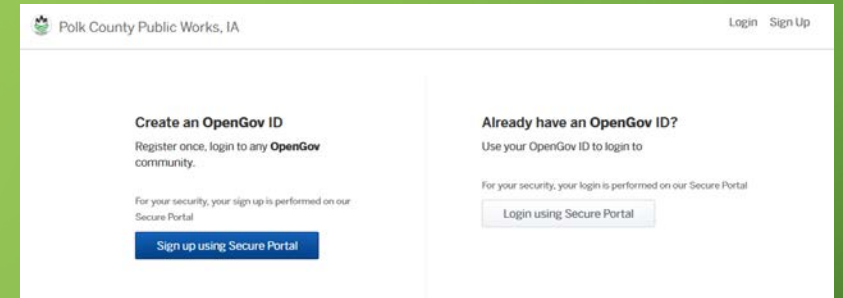 Polk County Public Works, IA
Login Sign Up
Create an OpenGov ID
Register once, login to any OpenGov
community.
For your security, your sign up is performed on our
Secure Portal
Sign up using Secure Portal
Already have an OpenGov ID?
Use your OpenGov ID to login to
For your security, your login is performed on our Secure Portal
Login using Secure Portal